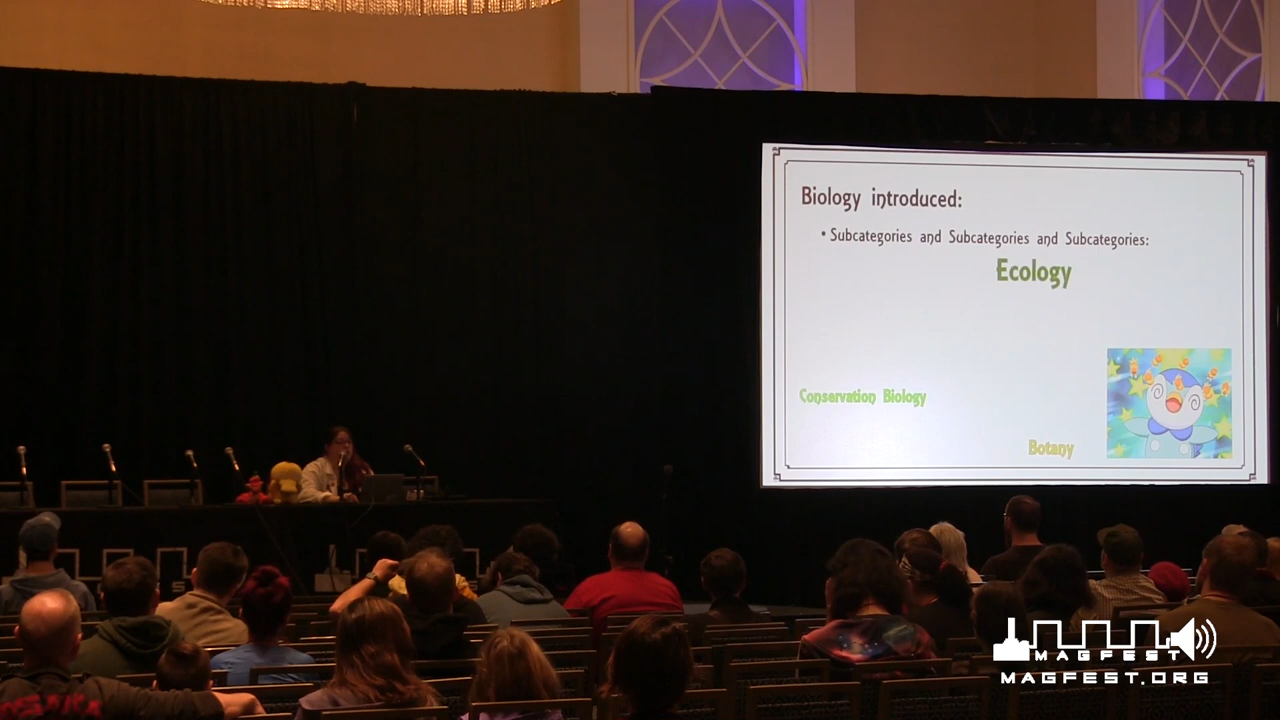 Biology introduced:
• Subcategories and Subcategories and Subcategories:
Ecology
Conservation Biology
Botany
MAGFEST
MAGFEST.ORG